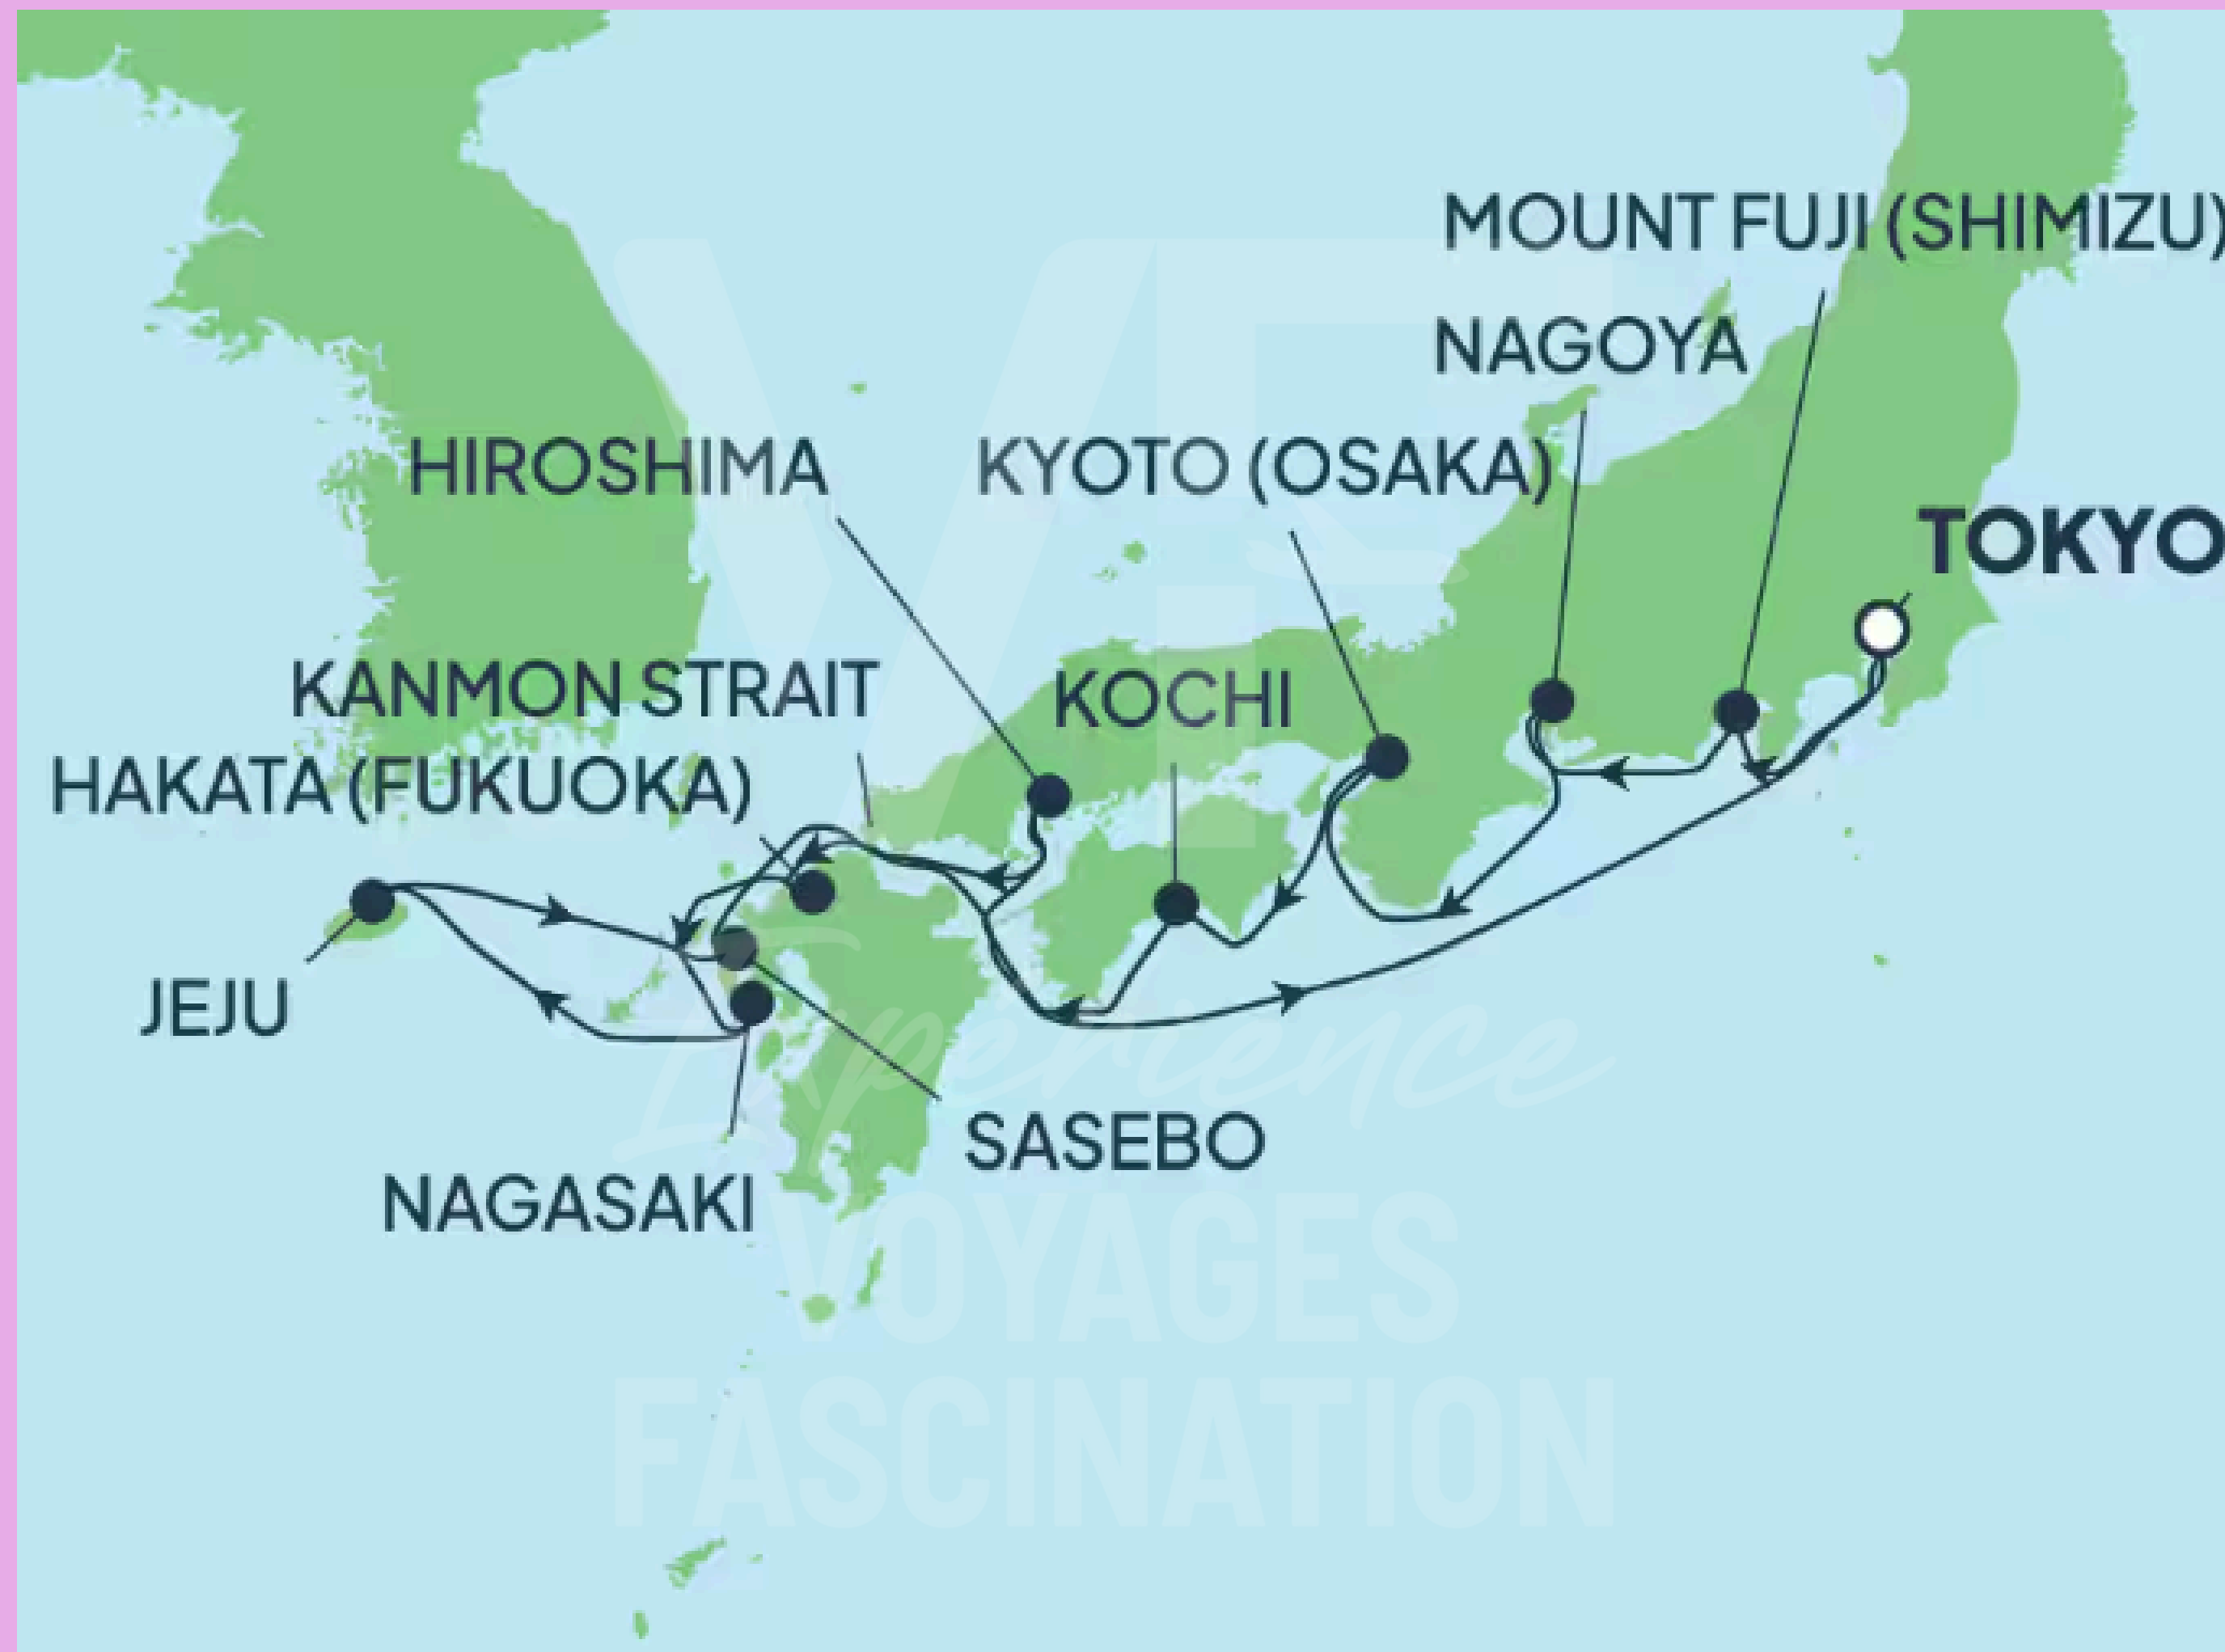 MOUNT FUJI (SHIMIZU)
NAGOYA
HIROSHIMA
KYOTO (OSAKA)
TOKYO
KANMON STRAIT
KOCHI
HAKATA (FUKUOKA)
JEJU
SASEBO
NAGASAKI
VF
Experience
VOYAGES
FASCINATION